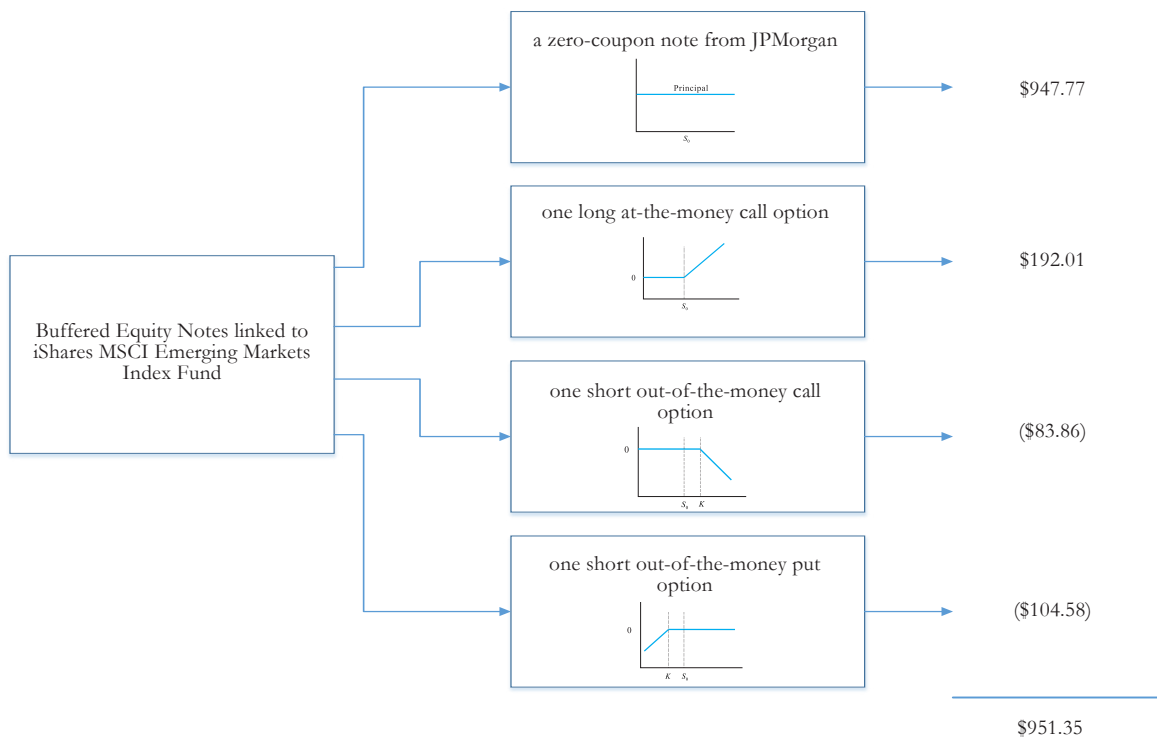 a zero-coupon note from JPMorgan
Principal
S₀
$947.77
one long at-the-money call option
0
S₀
$192.01
Buffered Equity Notes linked to
iShares MSCI Emerging Markets
Index Fund
one short out-of-the-money call
option
0
S₀ K
($83.86)
one short out-of-the-money put
option
0
K S₀
($104.58)
$951.35